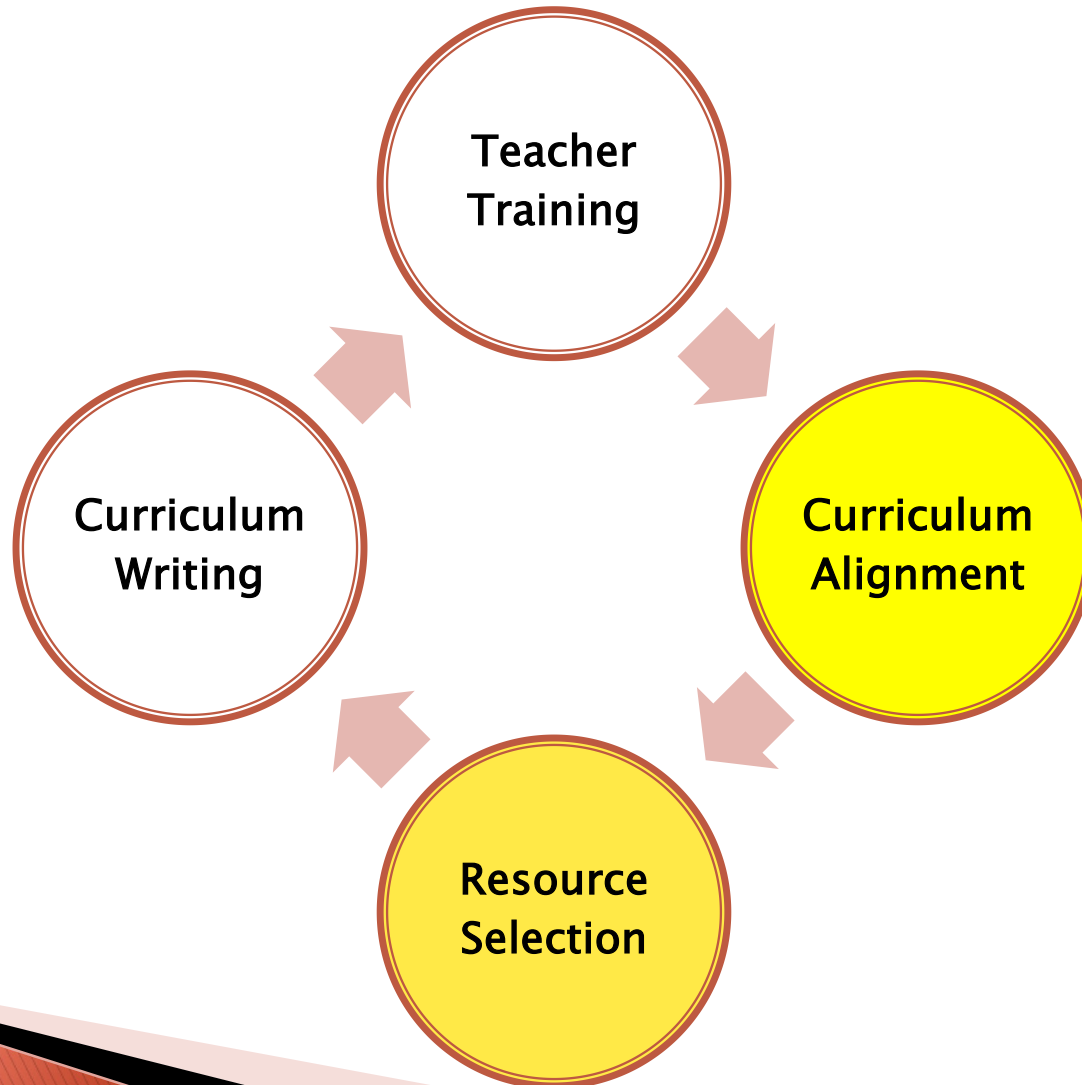 Teacher
Training
Curriculum
Writing
Curriculum
Alignment
Resource
Selection